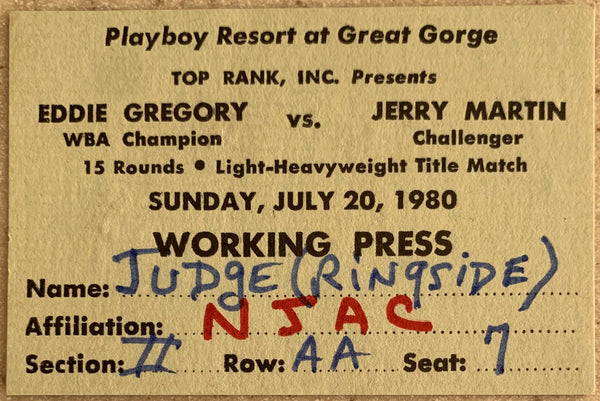 Playboy Resort at Great Gorge
TOP RANK, INC. Presents
EDDIE GREGORY vs. JERRY MARTIN
WBA Champion Challenger
15 Rounds • Light-Heavyweight Title Match
SUNDAY, JULY 20, 1980
WORKING PRESS
Name: JUDgE (RINgSiDE)
Affiliation: NJAC
Section: II Row: AA Seat: 7